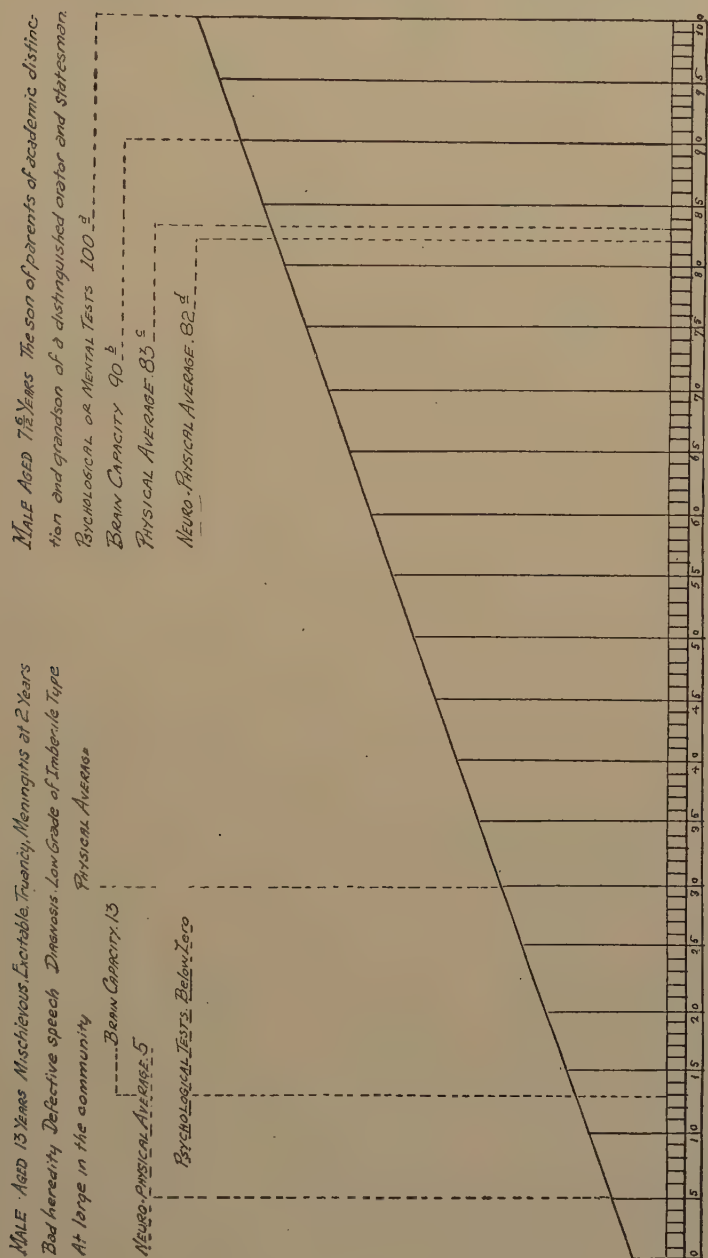 MALE . AGED 13 YEARS Mischievous, Excitable, Truancy, Meningitis at 2 Years
Bad heredity Defective speech DIAGNOSIS. Low Grade of Imbecile Type
At large in the community
PHYSICAL AVERAGE
BRAIN CAPACITY. 13
NEURO-PHYSICAL AVERAGE. 5
PSYCHOLOGICAL TESTS. Below Zero
MALE AGED 7 6/12 YEARS The son of parents of academic distinc-
tion and grandson of a distinguished orator and statesman.
PSYCHOLOGICAL OR MENTAL TESTS 100 d
BRAIN CAPACITY 90 b
PHYSICAL AVERAGE. 83 c
NEURO-PHYSICAL AVERAGE. 82 d
0 5 10 15 20 25 30 35 40 45 50 55 60 65 70 75 80 85 90 95 100